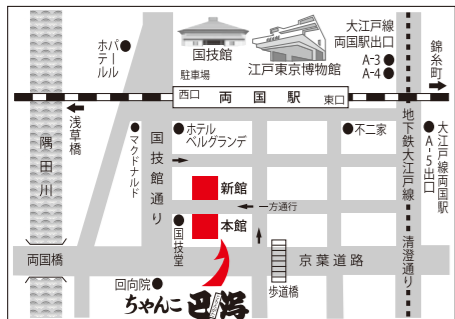 パールホテル
国技館
駐車場
江戸東京博物館
大江戸線
両国駅出口
A-3
A-4
錦糸町
西口
両国駅
東口
浅草橋
隅田川
マクドナルド
国技館通り
ホテル
ベルグランデ
不二家
地下鉄大江戸線
清澄通り
大江戸線両国駅
A-5出口
新館
一方通行
本館
国技堂
両国橋
京葉道路
回向院
歩道橋
ちゃんこ 巴潟